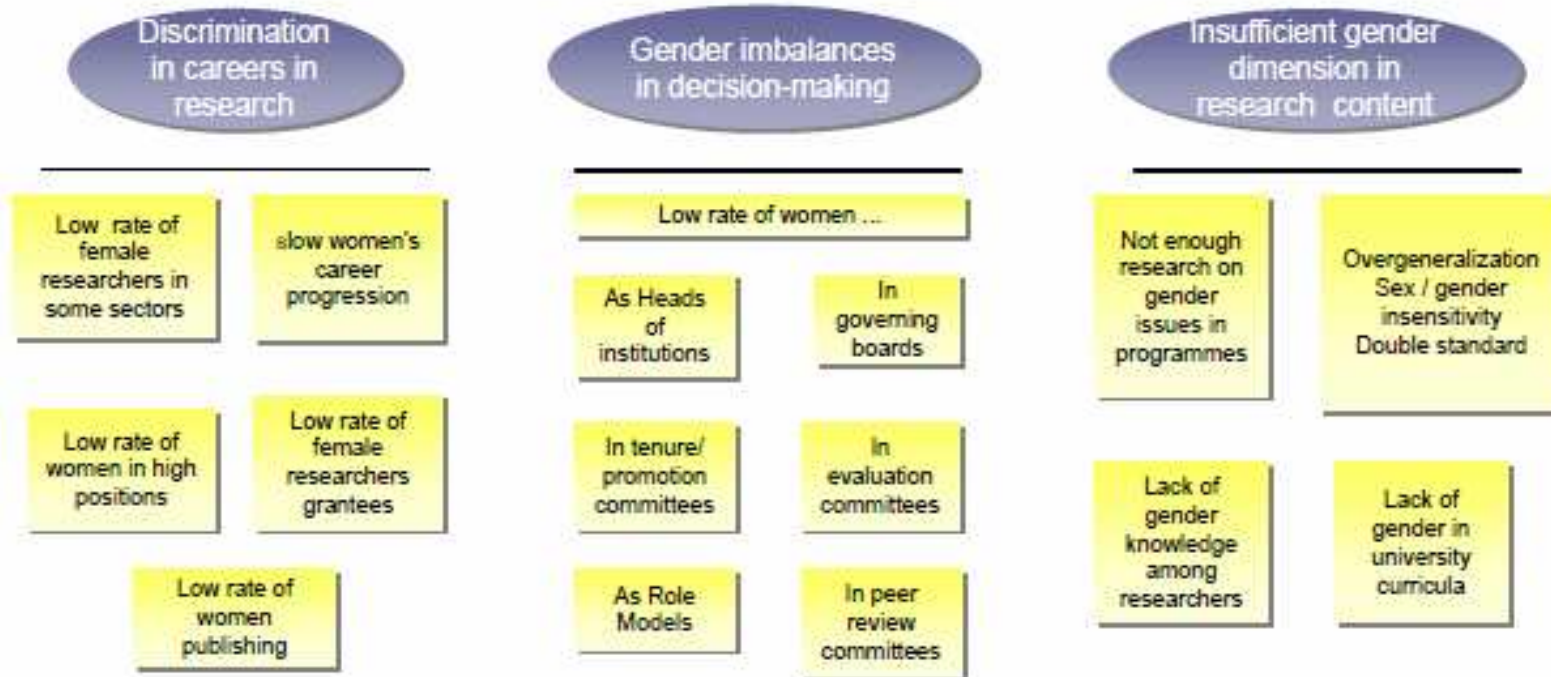 Discrimination
in careers in
research
Low rate of
female
researchers in
some sectors
slow women's
career
progression
Low rate of
women in high
positions
Low rate of
female
researchers
grantees
Low rate of
women
publishing
Gender imbalances
in decision-making
Low rate of women ...
As Heads
of
institutions
In
governing
boards
In tenure/
promotion
committees
In
evaluation
committees
As Role
Models
In peer
review
committees
Insufficient gender
dimension in
research content
Not enough
research on
gender
issues in
programmes
Overgeneralization
Sex / gender
insensitivity
Double standard
Lack of
gender
knowledge
among
researchers
Lack of
gender in
university
curricula